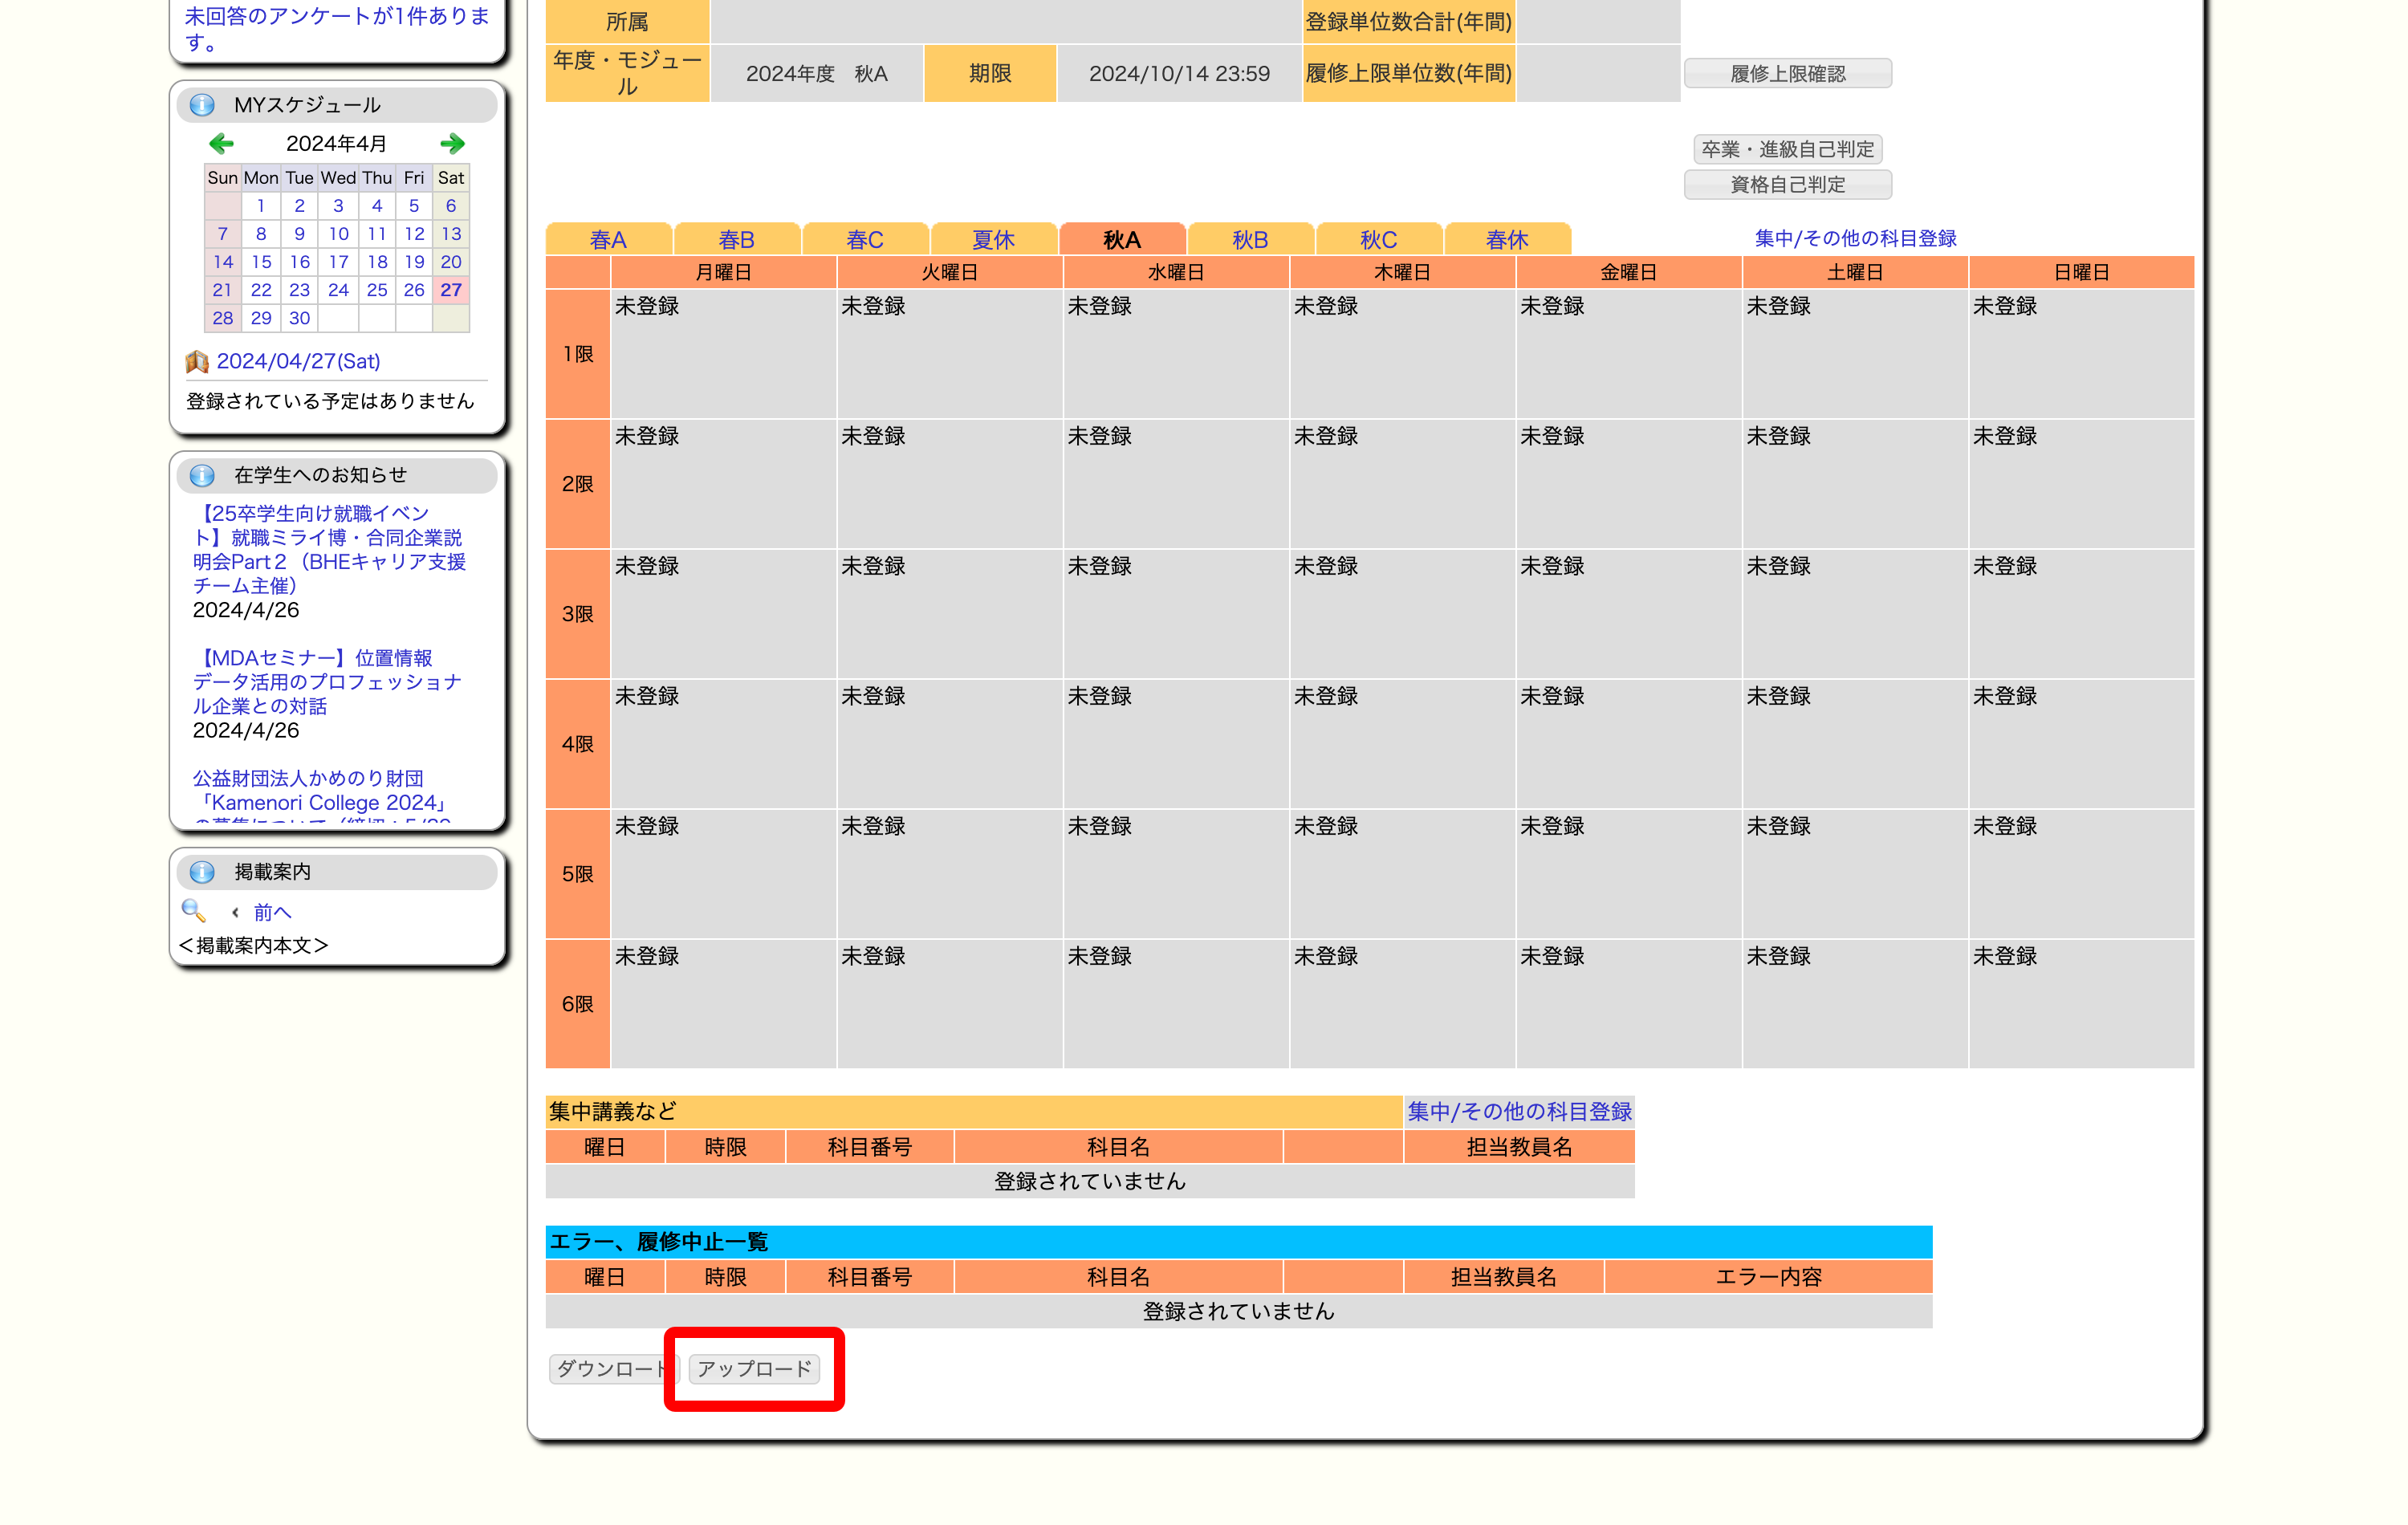 未回答のアンケートが1件ありま
す。
MYスケジュール
2024年4月
Sun Mon Tue Wed Thu Fri Sat
1 2 3 4 5 6
7 8 9 10 11 12 13
14 15 16 17 18 19 20
21 22 23 24 25 26 27
28 29 30
2024/04/27(Sat)
登録されている予定はありません
在学生へのお知らせ
【25卒学生向け就職イベン
ト】就職ミライ博・合同企業説
明会Part２（BHEキャリア支援
チーム主催）
2024/4/26
【MDAセミナー】位置情報
データ活用のプロフェッショナ
ル企業との対話
2024/4/26
公益財団法人かめのり財団
「Kamenori College 2024」
掲載案内
‹ 前へ
＜掲載案内本文＞
所属 登録単位数合計(年間)
年度・モジュー
ル
2024年度 秋A 期限 2024/10/14 23:59 履修上限単位数(年間) 履修上限確認
卒業・進級自己判定
資格自己判定
春A 春B 春C 夏休 秋A 秋B 秋C 春休 集中/その他の科目登録
月曜日 火曜日 水曜日 木曜日 金曜日 土曜日 日曜日
未登録 未登録 未登録 未登録 未登録 未登録 未登録
1限
未登録 未登録 未登録 未登録 未登録 未登録 未登録
2限
未登録 未登録 未登録 未登録 未登録 未登録 未登録
3限
未登録 未登録 未登録 未登録 未登録 未登録 未登録
4限
未登録 未登録 未登録 未登録 未登録 未登録 未登録
5限
未登録 未登録 未登録 未登録 未登録 未登録 未登録
6限
集中講義など 集中/その他の科目登録
曜日 時限 科目番号 科目名 担当教員名
登録されていません
エラー、履修中止一覧
曜日 時限 科目番号 科目名 担当教員名 エラー内容
登録されていません
ダウンロード アップロード